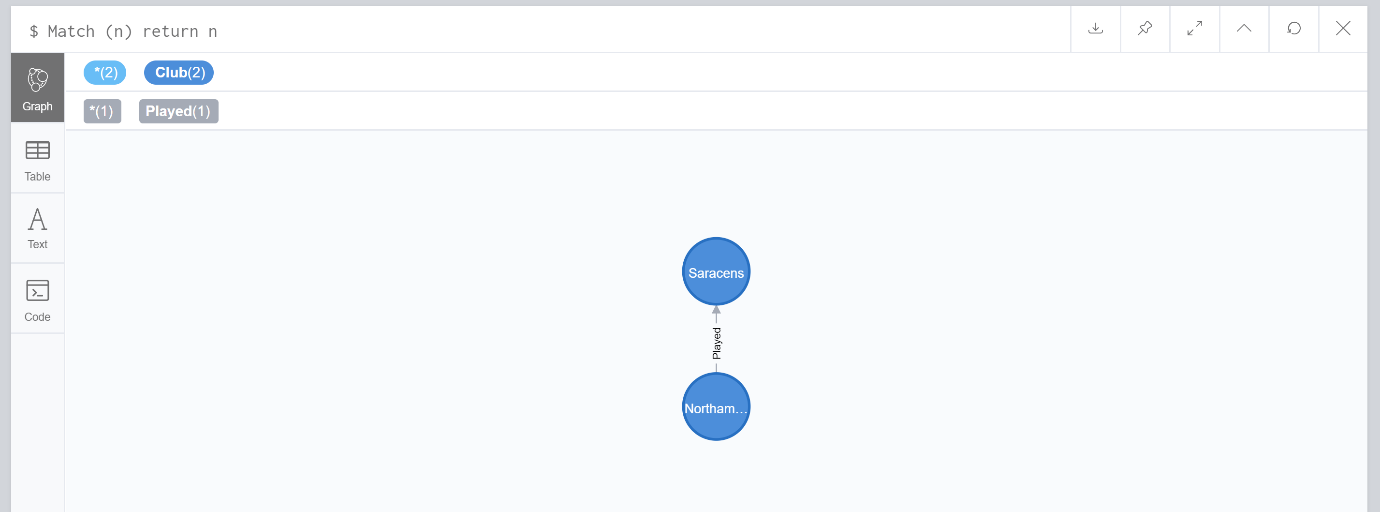 $ Match (n) return n
Graph
*(2) Club(2)
*(1) Played(1)
Table
Text
Code
Saracens
Played
Northam...